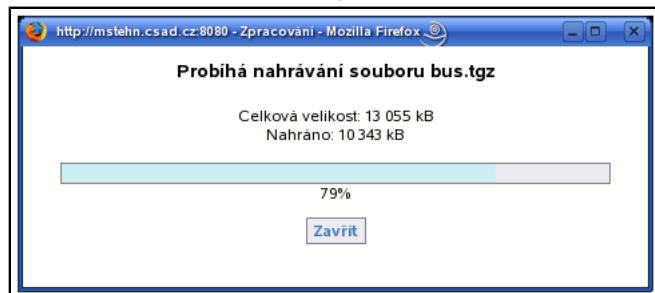 http://mstehn.csad.cz:8080 - Zpracování - Mozilla Firefox
Probíhá nahrávání souboru bus.tgz
Celková velikost: 13 055 kB
Nahráno: 10 343 kB
79%
Zavřít